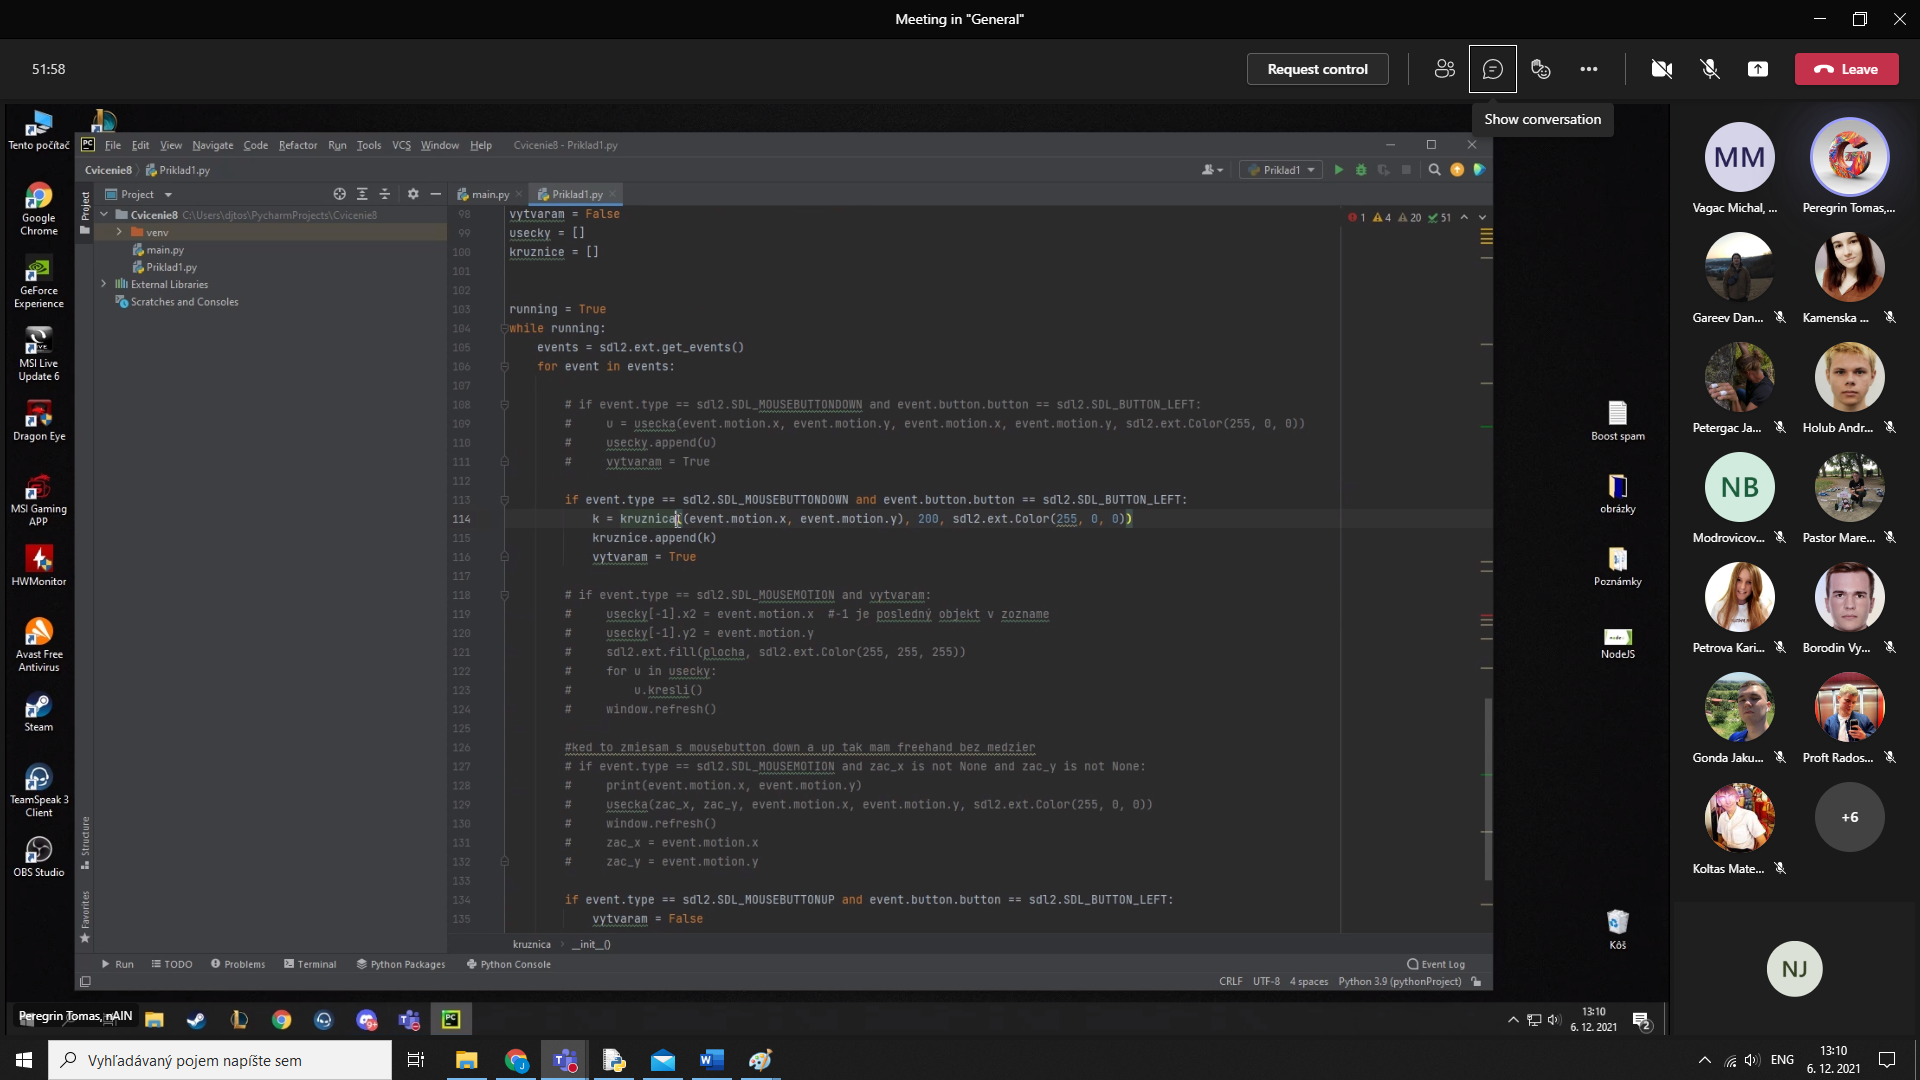 Meeting in "General"
51:58
Request control
Leave
Show conversation
Tento počítač
Google
Chrome
GeForce
Experience
MSI Live
Update 6
Dragon Eye
MSI Gaming
APP
HWMonitor
Avast Free
Antivirus
Steam
TeamSpeak 3
Client
OBS Studio
PC File Edit View Navigate Code Refactor Run Tools VCS Window Help Cvicenie8 - Priklad1.py
Cvicenie8 Priklad1.py
Priklad1
Project
main.py Priklad1.py
Cvicenie8 C:\Users\djtos\PycharmProjects\Cvicenie8
venv
main.py
Priklad1.py
External Libraries
Scratches and Consoles
Project
Structure
Favorites
1 4 20 51
98 vytvaram = False
99 usecky = []
100 kruznice = []
101
102
103 running = True
104 while running:
105 events = sdl2.ext.get_events()
106 for event in events:
107
108 # if event.type == sdl2.SDL_MOUSEBUTTONDOWN and event.button.button == sdl2.SDL_BUTTON_LEFT:
109 # u = usecka(event.motion.x, event.motion.y, event.motion.x, event.motion.y, sdl2.ext.Color(255, 0, 0))
110 # usecky.append(u)
111 # vytvaram = True
112
113 if event.type == sdl2.SDL_MOUSEBUTTONDOWN and event.button.button == sdl2.SDL_BUTTON_LEFT:
114 k = kruznica((event.motion.x, event.motion.y), 200, sdl2.ext.Color(255, 0, 0))
115 kruznice.append(k)
116 vytvaram = True
117
118 # if event.type == sdl2.SDL_MOUSEMOTION and vytvaram:
119 # usecky[-1].x2 = event.motion.x #-1 je posledný objekt v zozname
120 # usecky[-1].y2 = event.motion.y
121 # sdl2.ext.fill(plocha, sdl2.ext.Color(255, 255, 255))
122 # for u in usecky:
123 # u.kresli()
124 # window.refresh()
125
126 #ked to zmiesam s mousebutton down a up tak mam freehand bez medzier
127 # if event.type == sdl2.SDL_MOUSEMOTION and zac_x is not None and zac_y is not None:
128 # print(event.motion.x, event.motion.y)
129 # usecka(zac_x, zac_y, event.motion.x, event.motion.y, sdl2.ext.Color(255, 0, 0))
130 # window.refresh()
131 # zac_x = event.motion.x
132 # zac_y = event.motion.y
133
134 if event.type == sdl2.SDL_MOUSEBUTTONUP and event.button.button == sdl2.SDL_BUTTON_LEFT:
135 vytvaram = False
kruznica __init__()
Run TODO Problems Terminal Python Packages Python Console Event Log
CRLF UTF-8 4 spaces Python 3.9 (pythonProject)
Boost spam
obrázky
Poznámky
NodeJS
Kôš
Peregrin Tomas, nAIN
13:10
6. 12. 2021
2
MM
Vagac Michal, ...
Peregrin Tomas,...
Gareev Dan...
Kamenska ...
Petergac Ja...
Holub Andr...
NB
Modrovicov...
Pastor Mare...
Petrova Kari...
Borodin Vy...
Gonda Jaku...
Proft Rados...
Koltas Mate...
+6
NJ
Vyhľadávaný pojem napíšte sem
ENG
13:10
6. 12. 2021